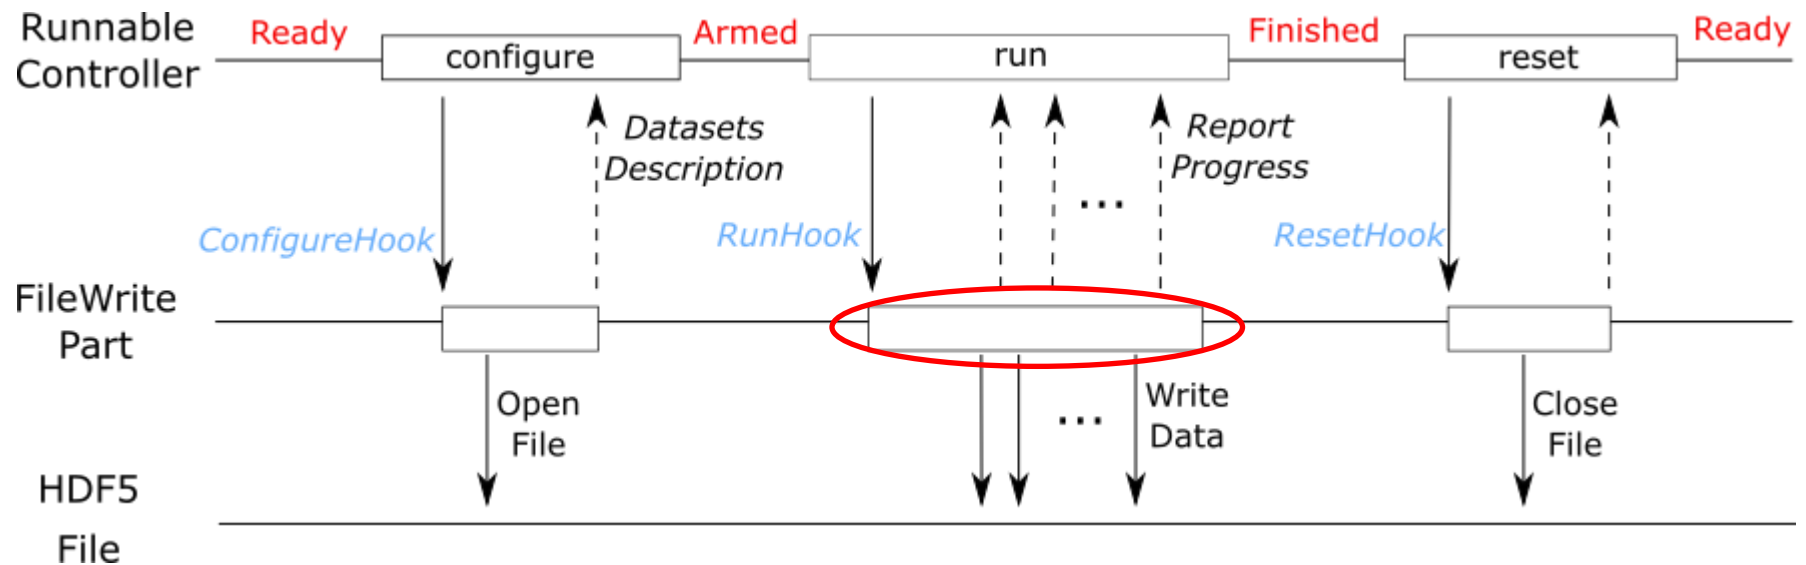 Runnable
Controller
Ready
configure
Armed
run
Finished
reset
Ready
Datasets
Description
Report
Progress
ConfigureHook
RunHook
...
ResetHook
FileWrite
Part
Open
File
...
Write
Data
Close
File
HDF5
File